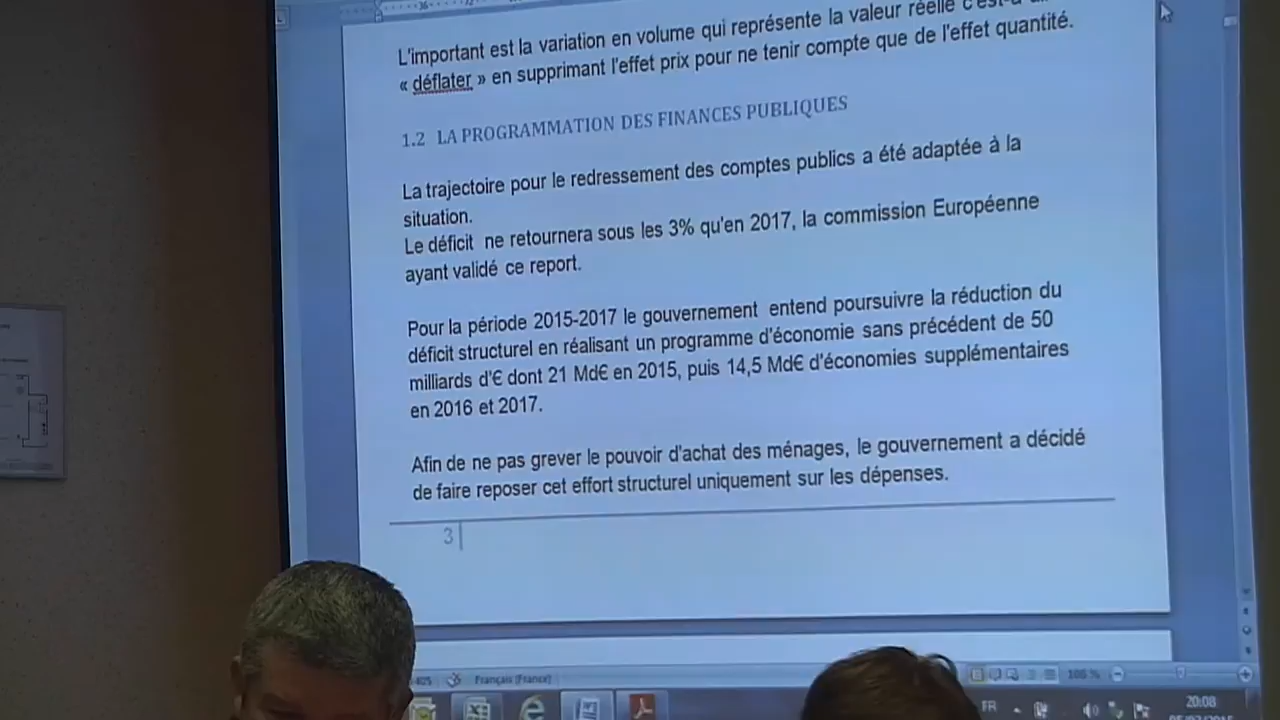 L'important est la variation en volume qui représente la valeur réelle
« déflater » en supprimant l'effet prix pour ne tenir compte que de l'effet quantité.
1.2 LA PROGRAMMATION DES FINANCES PUBLIQUES
La trajectoire pour le redressement des comptes publics a été adaptée à la
situation.
Le déficit ne retournera sous les 3% qu'en 2017, la commission Européenne
ayant validé ce report.
Pour la période 2015-2017 le gouvernement entend poursuivre la réduction du
déficit structurel en réalisant un programme d'économie sans précédent de 50
milliards d'€ dont 21 Md€ en 2015, puis 14,5 Md€ d'économies supplémentaires
en 2016 et 2017.
Afin de ne pas grever le pouvoir d'achat des ménages, le gouvernement a décidé
de faire reposer cet effort structurel uniquement sur les dépenses.
3
Français (France)
FR
20:08